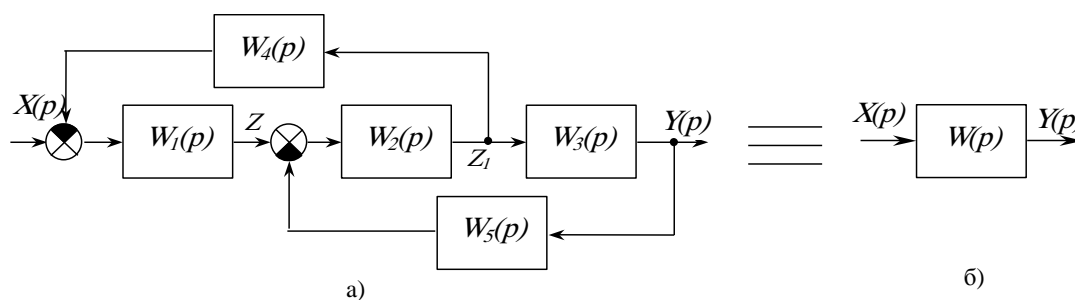 W₄(p)
X(p)
W₁(p)
Z
W₂(p)
Z₁
W₃(p)
Y(p)
W₅(p)
X(p)
W(p)
Y(p)
а)
б)